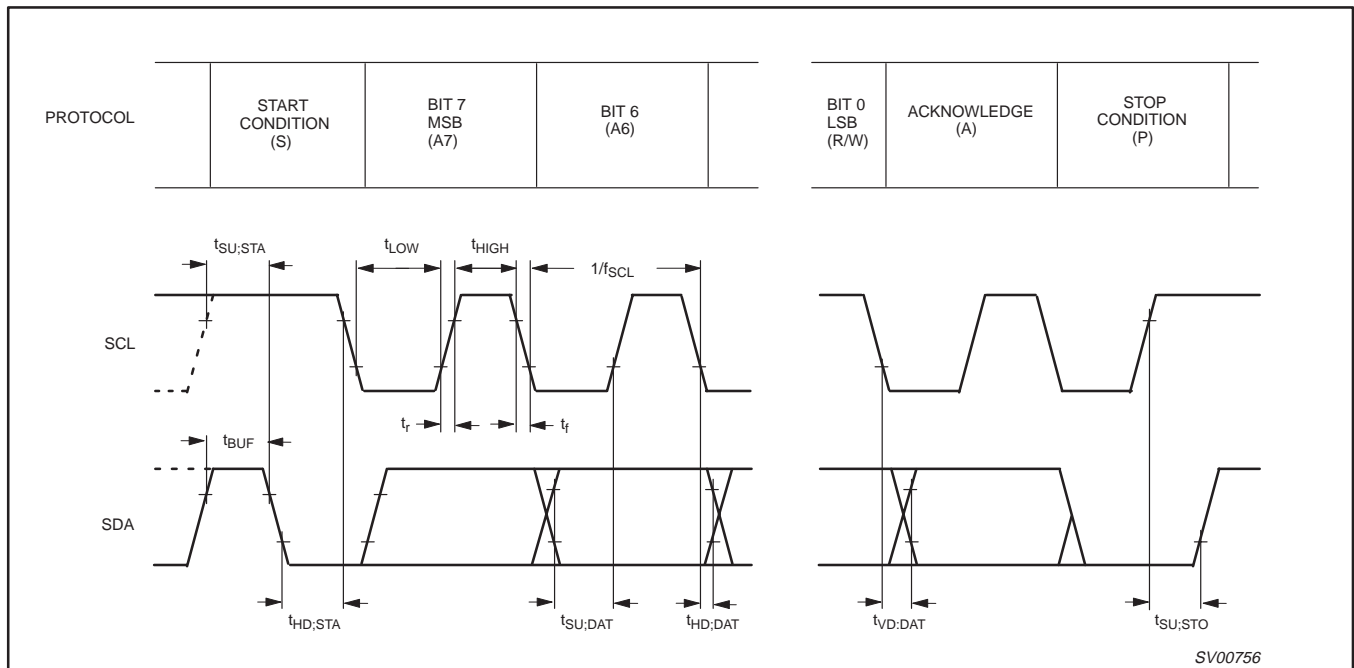 PROTOCOL
START
CONDITION
(S)
BIT 7
MSB
(A7)
BIT 6
(A6)
BIT 0
LSB
(R/W)
ACKNOWLEDGE
(A)
STOP
CONDITION
(P)
tSU;STA
tLOW
tHIGH
1/fSCL
SCL
tr
tf
tBUF
SDA
tHD;STA
tSU;DAT
tHD;DAT
tVD:DAT
tSU;STO
SV00756